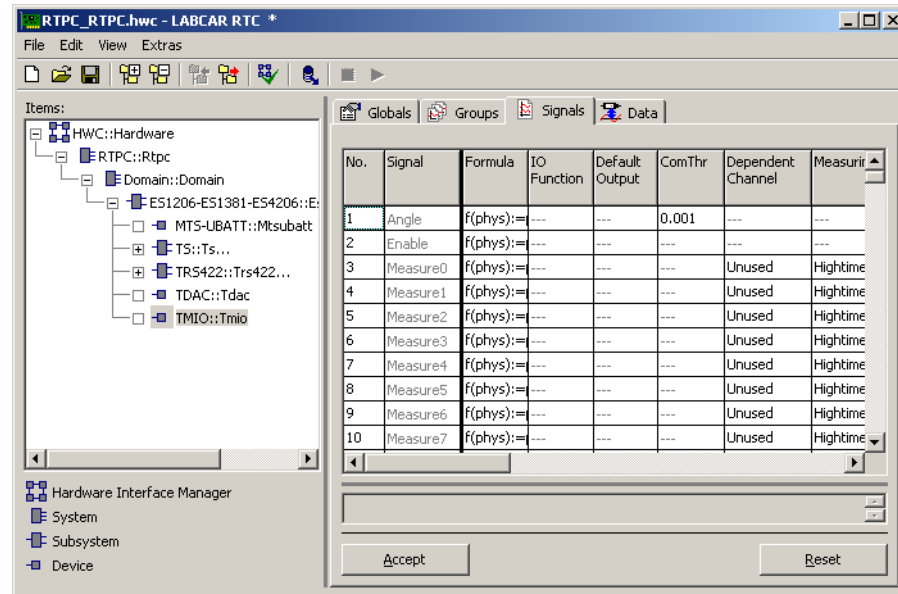 RTPC_RTPC.hwc - LABCAR RTC *
File Edit View Extras
Items:
HWC::Hardware
RTPC::Rtpc
Domain::Domain
ES1206-ES1381-ES4206::E
MTS-UBATT::Mtsubatt
TS::Ts...
TRS422::Trs422...
TDAC::Tdac
TMIO::Tmio
Hardware Interface Manager
System
Subsystem
Device
Globals Groups Signals Data
No. Signal Formula IO Function Default Output ComThr Dependent Channel Measurin
1 Angle f(phys):= --- --- 0.001 --- ---
2 Enable f(phys):= --- --- --- --- ---
3 Measure0 f(phys):= --- --- --- Unused Hightime
4 Measure1 f(phys):= --- --- --- Unused Hightime
5 Measure2 f(phys):= --- --- --- Unused Hightime
6 Measure3 f(phys):= --- --- --- Unused Hightime
7 Measure4 f(phys):= --- --- --- Unused Hightime
8 Measure5 f(phys):= --- --- --- Unused Hightime
9 Measure6 f(phys):= --- --- --- Unused Hightime
10 Measure7 f(phys):= --- --- --- Unused Hightime
Accept Reset